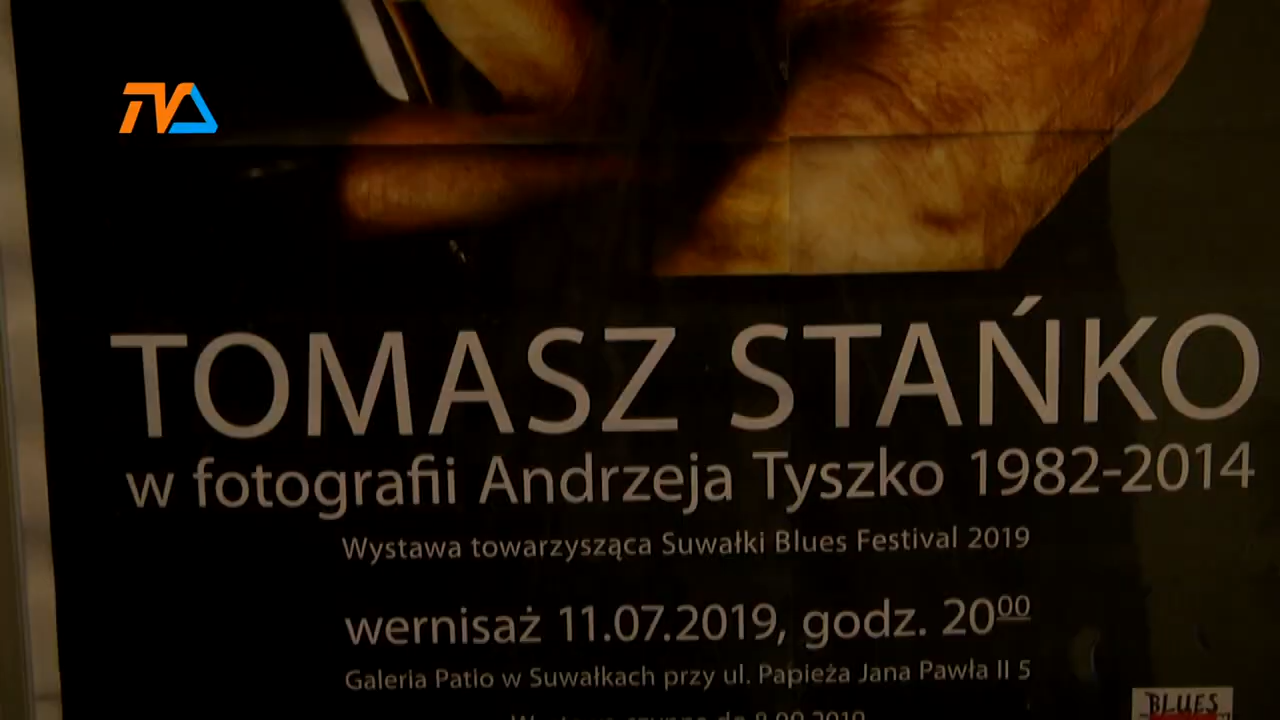 TVA
TOMASZ STAŃKO
w fotografii Andrzeja Tyszko 1982-2014
Wystawa towarzysząca Suwałki Blues Festival 2019
wernisaż 11.07.2019, godz. 20⁰⁰
Galeria Patio w Suwałkach przy ul. Papieża Jana Pawła II 5
BLUES